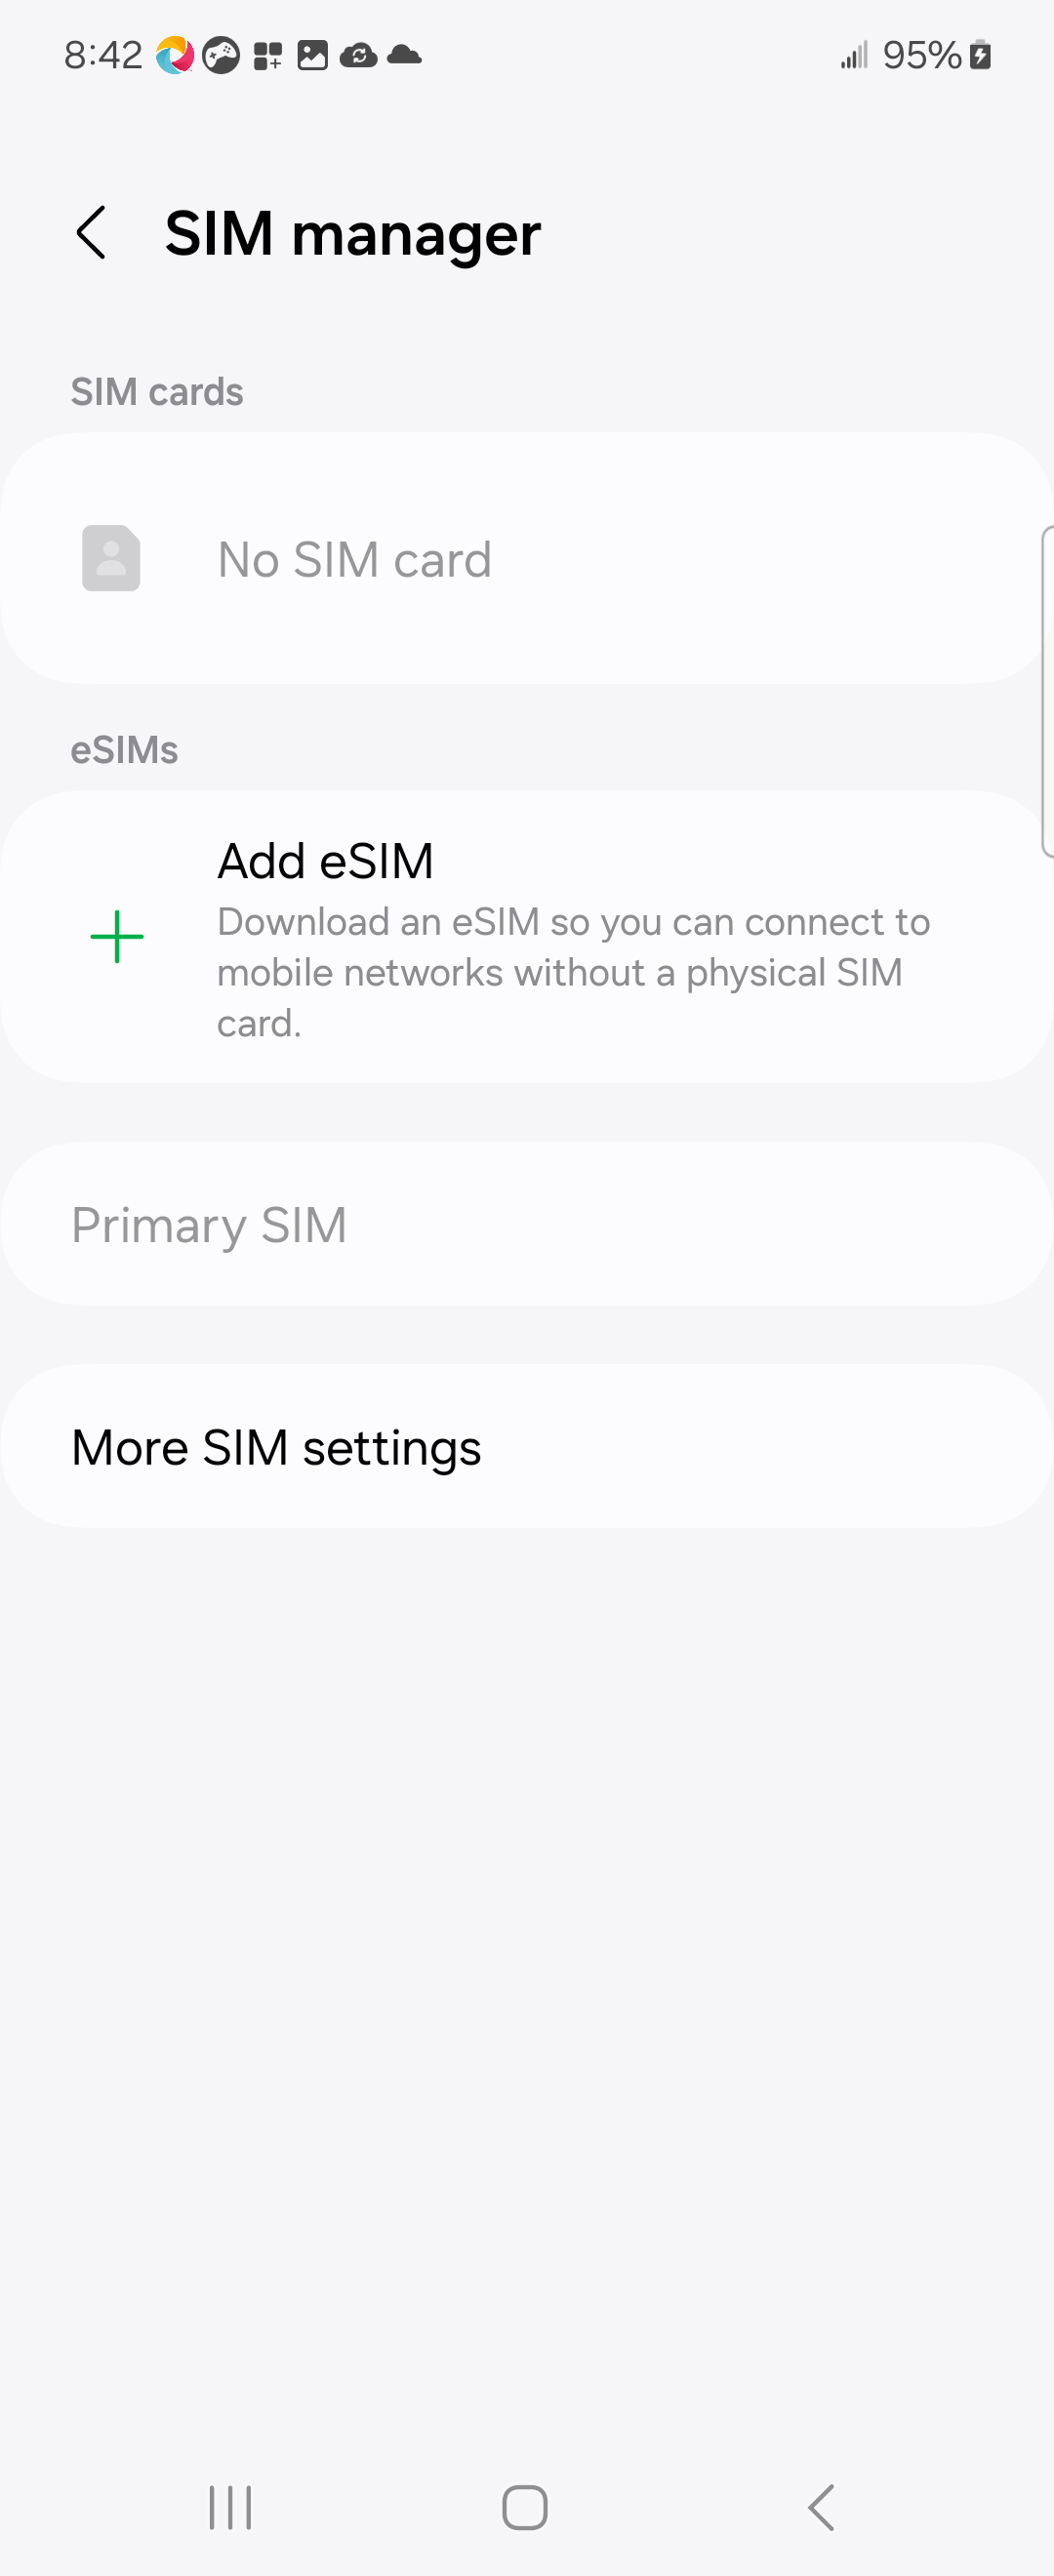 8:42 95%
SIM manager
SIM cards
No SIM card
eSIMs
Add eSIM
Download an eSIM so you can connect to
mobile networks without a physical SIM
card.
Primary SIM
More SIM settings